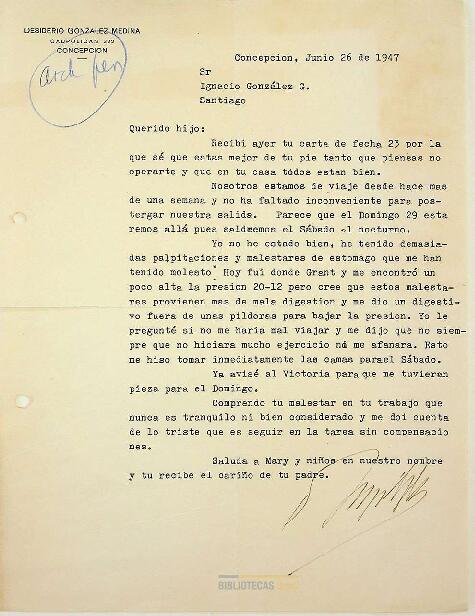 DESIDERIO GONZALEZ MEDINA
CAUPOLICAN 292
CONCEPCION
arch pen
Concepcion, Junio 26 de 1947
Sr
Ignacio González G.
Santiago
Querido hijo:
Recibí ayer tu carta de fecha 23 por la
que sé que estas mejor de tu pie tanto que piensas no
operarte y que en tu casa tódos estan bien.
Nosotros estamos de viaje desde hace mas
de una semana y no ha faltado inconveniente para pos-
tergar nuestra salida. Parece que el Domingo 29 esta
remos allá pues saldremos el Sábado el nocturno.
Yo no he estado bien, he tenido demasia-
das palpitaciones y malestares de estomago que me han
tenido molesto" Hoy fuí donde Grant y me encontró un
poco alta la presion 20-12 pero cree que estos malesta-
res provienen mas de mala digestion y me dio un digesti-
vo fuera de unas pildoras para bajar la presion. Yo le
pregunté si no me haria mal viajar y me dijo que no siem-
pre que no hiciara mucho ejercicio ni me afanara. Esto
me hiso tomar inmediatamente las camas parael Sábado.
Ya avisé al Victoria para que me tuvieran
pieza para el Domingo.
Comprendo tu malestar en tu trabajo que
nunca es tranquilo ni bien considerado y me doi cuenta
de lo triste que es seguir en la tarea sin compensacio
nes.
Saluda a Mary y niños en nuestro nombre
y tu recibe el cariño de tu padre.
BIBLIOTECAS